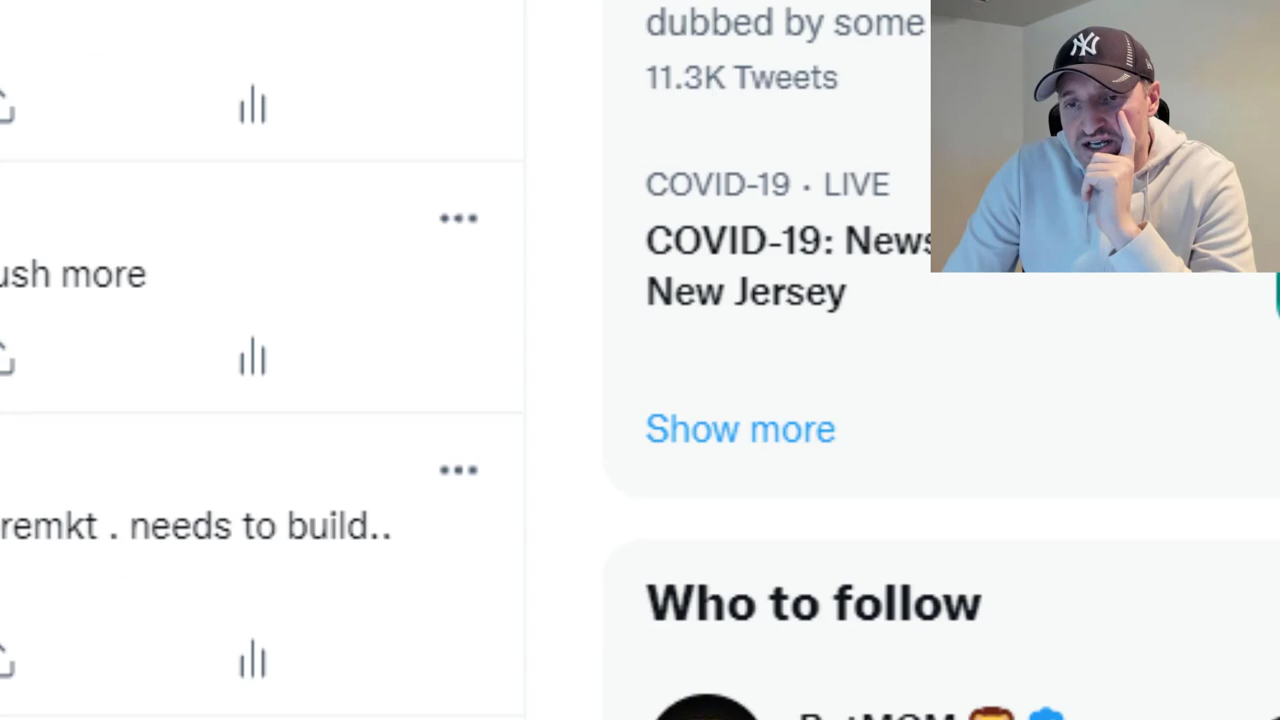 dubbed by some
11.3K Tweets
COVID-19 · LIVE
COVID-19: News
New Jersey
Show more
ush more
remkt . needs to build..
Who to follow
NY